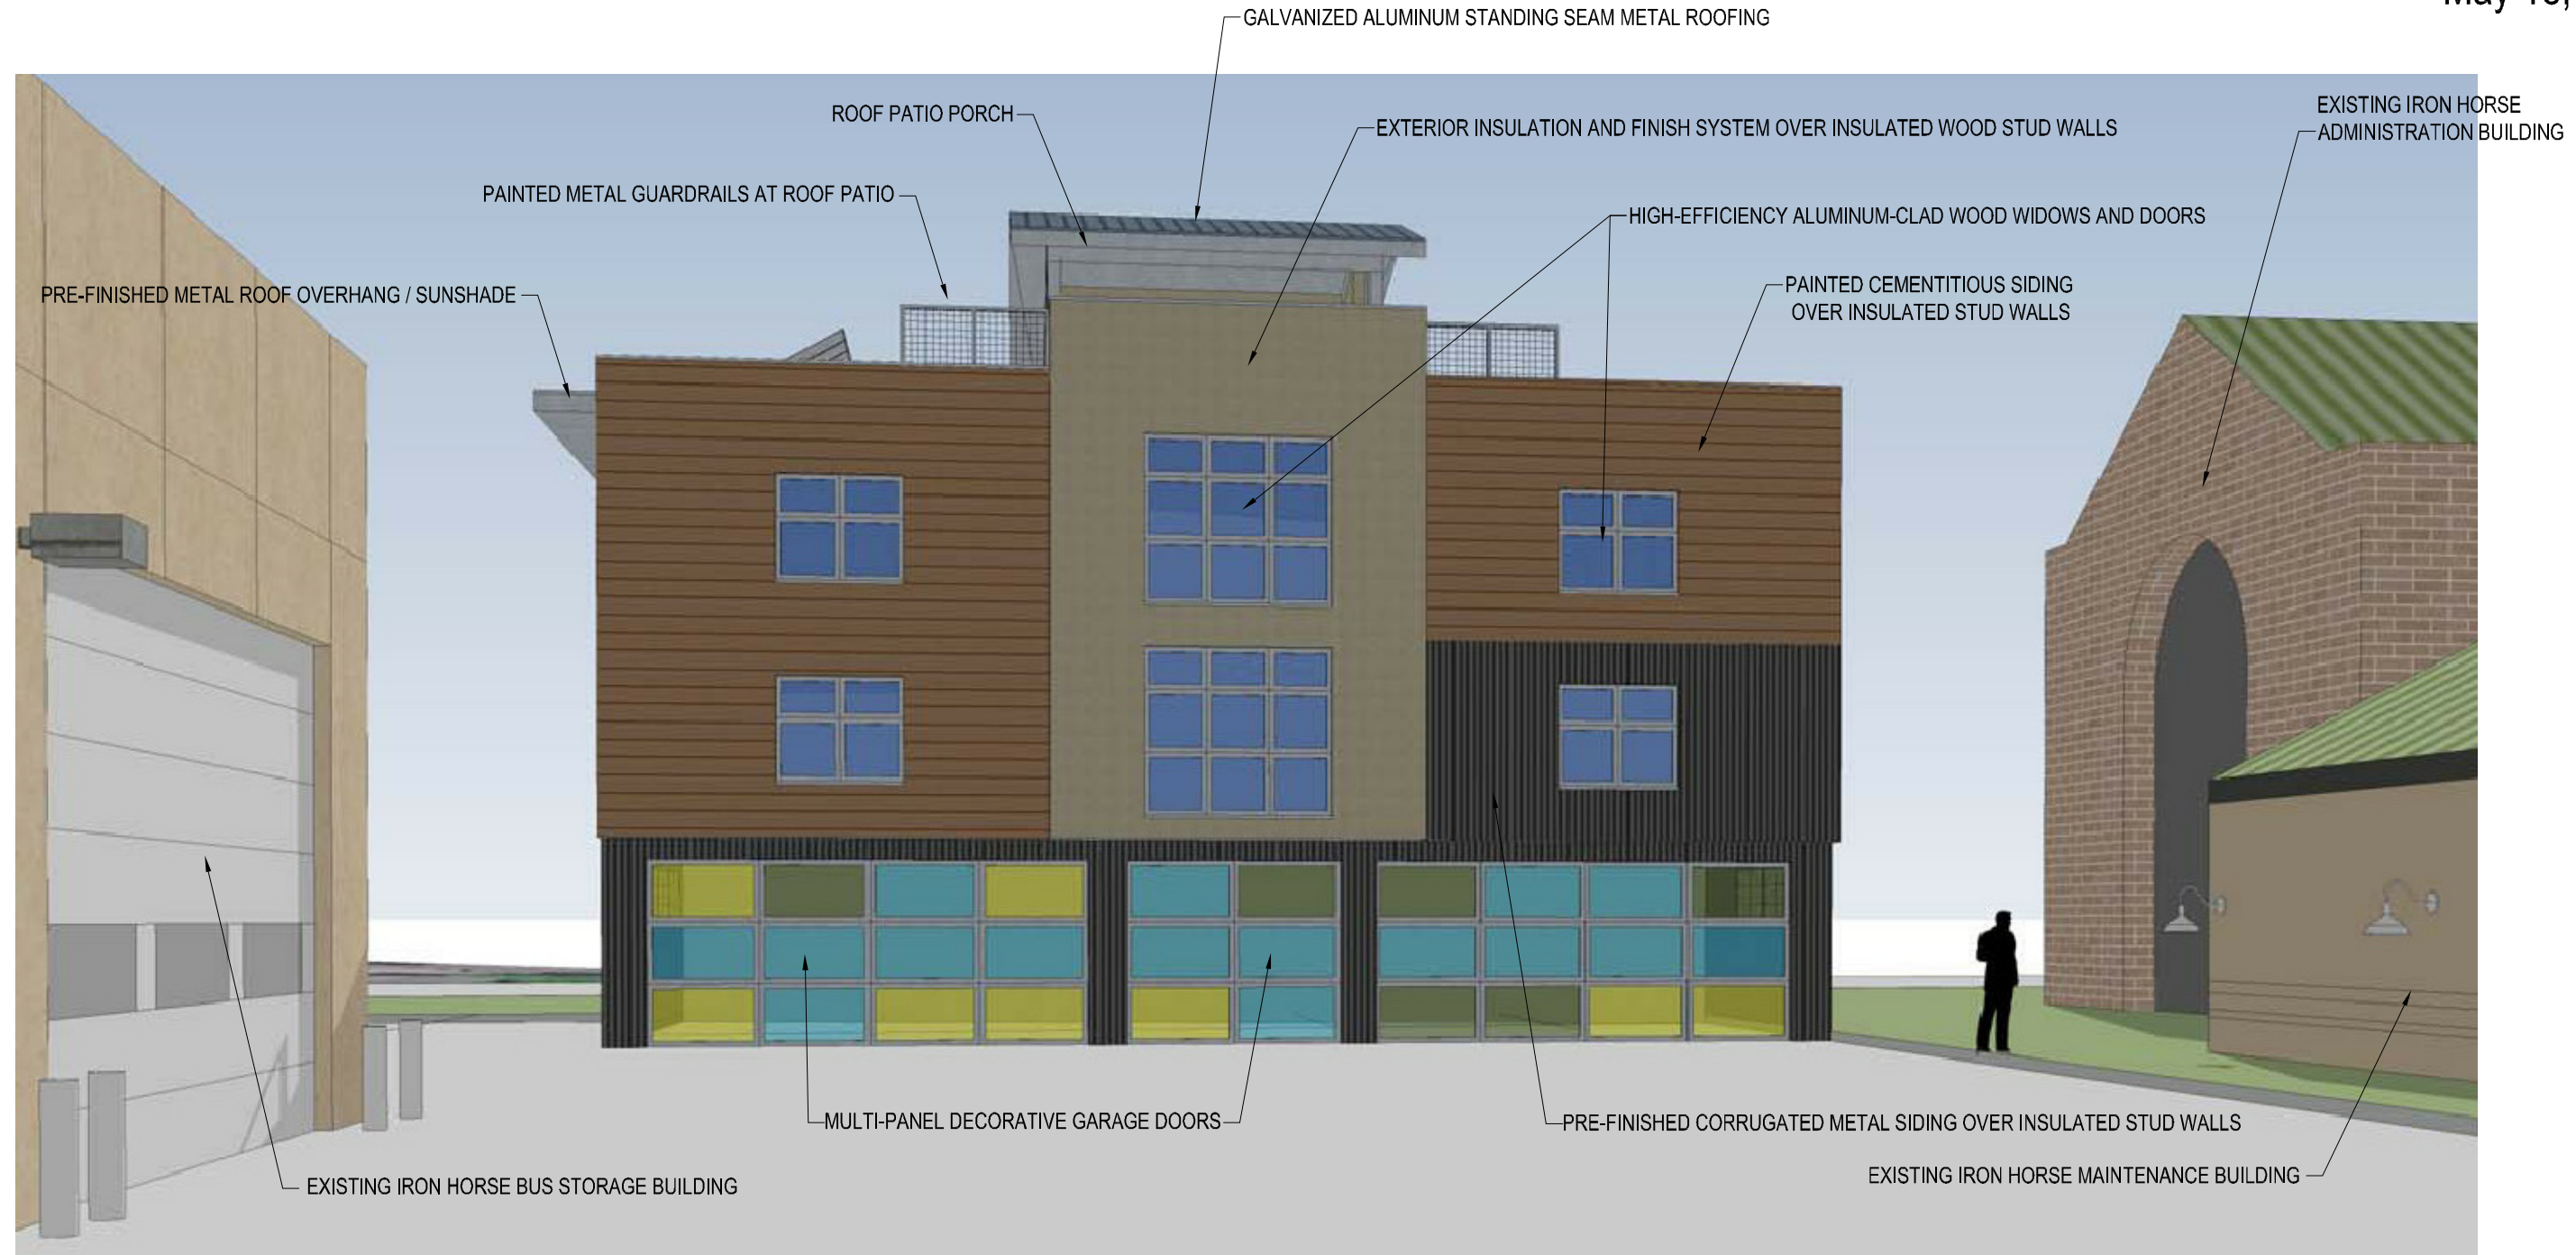 May 15,
GALVANIZED ALUMINUM STANDING SEAM METAL ROOFING
ROOF PATIO PORCH
EXTERIOR INSULATION AND FINISH SYSTEM OVER INSULATED WOOD STUD WALLS
EXISTING IRON HORSE
ADMINISTRATION BUILDING
PAINTED METAL GUARDRAILS AT ROOF PATIO
HIGH-EFFICIENCY ALUMINUM-CLAD WOOD WIDOWS AND DOORS
PRE-FINISHED METAL ROOF OVERHANG / SUNSHADE
PAINTED CEMENTITIOUS SIDING
OVER INSULATED STUD WALLS
MULTI-PANEL DECORATIVE GARAGE DOORS
PRE-FINISHED CORRUGATED METAL SIDING OVER INSULATED STUD WALLS
EXISTING IRON HORSE BUS STORAGE BUILDING
EXISTING IRON HORSE MAINTENANCE BUILDING